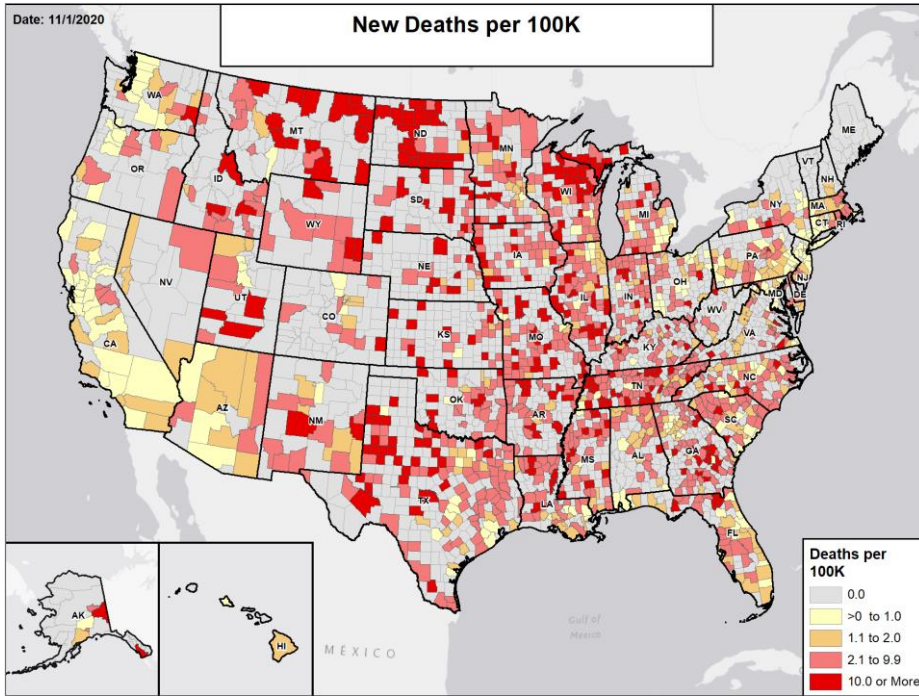 Date: 11/1/2020
New Deaths per 100K
WA
MT
ND
MN
ME
VT
NH
OR
ID
WY
SD
WI
MI
NY
MA
CT
RI
NV
UT
CO
NE
IA
IL
IN
OH
PA
NJ
MD
DE
CA
KS
MO
KY
WV
VA
AZ
NM
OK
AR
TN
NC
SC
TX
LA
MS
AL
GA
FL
AK
HI
MÉXICO
Gulf of
Mexico
Deaths per
100K
0.0
>0 to 1.0
1.1 to 2.0
2.1 to 9.9
10.0 or More